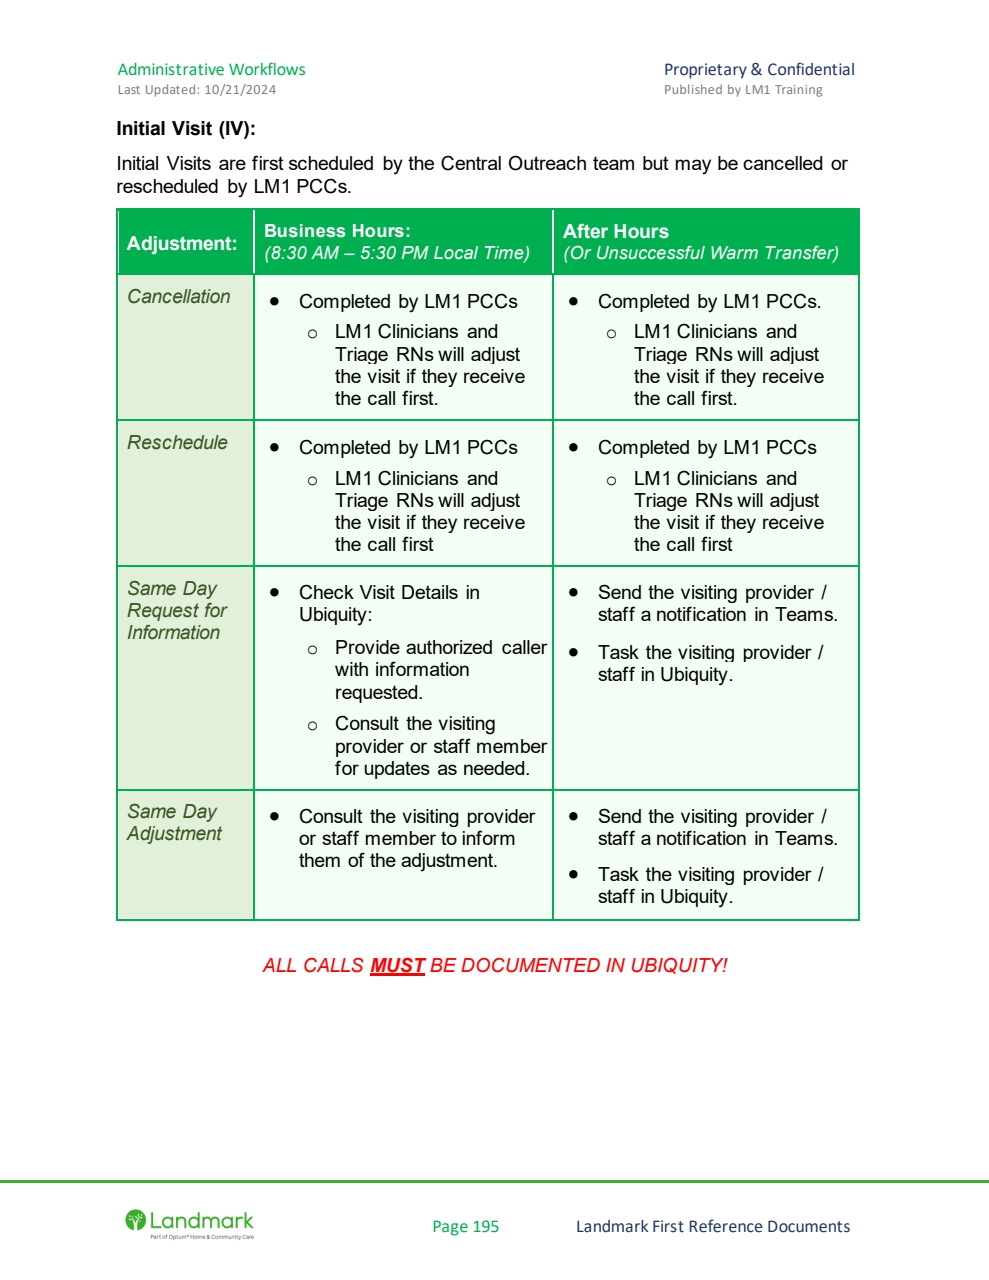 Administrative Workflows
Proprietary & Confidential
Last Updated: 10/21/2024
Published by LM1 Training
Initial Visit (IV):
Initial Visits are first scheduled by the Central Outreach team but may be cancelled or
rescheduled by LM1 PCCs.
Adjustment:
Business Hours:
(8:30 AM – 5:30 PM Local Time)
After Hours
(Or Unsuccessful Warm Transfer)
Cancellation
● Completed by LM1 PCCs
o LM1 Clinicians and
Triage RNs will adjust
the visit if they receive
the call first.
● Completed by LM1 PCCs.
o LM1 Clinicians and
Triage RNs will adjust
the visit if they receive
the call first.
Reschedule
● Completed by LM1 PCCs
o LM1 Clinicians and
Triage RNs will adjust
the visit if they receive
the call first
● Completed by LM1 PCCs
o LM1 Clinicians and
Triage RNs will adjust
the visit if they receive
the call first
Same Day
Request for
Information
● Check Visit Details in
Ubiquity:
o Provide authorized caller
with information
requested.
o Consult the visiting
provider or staff member
for updates as needed.
● Send the visiting provider /
staff a notification in Teams.
● Task the visiting provider /
staff in Ubiquity.
Same Day
Adjustment
● Consult the visiting provider
or staff member to inform
them of the adjustment.
● Send the visiting provider /
staff a notification in Teams.
● Task the visiting provider /
staff in Ubiquity.
ALL CALLS MUST BE DOCUMENTED IN UBIQUITY!
Landmark
Part of Optum® Home & Community Care
Page 195
Landmark First Reference Documents